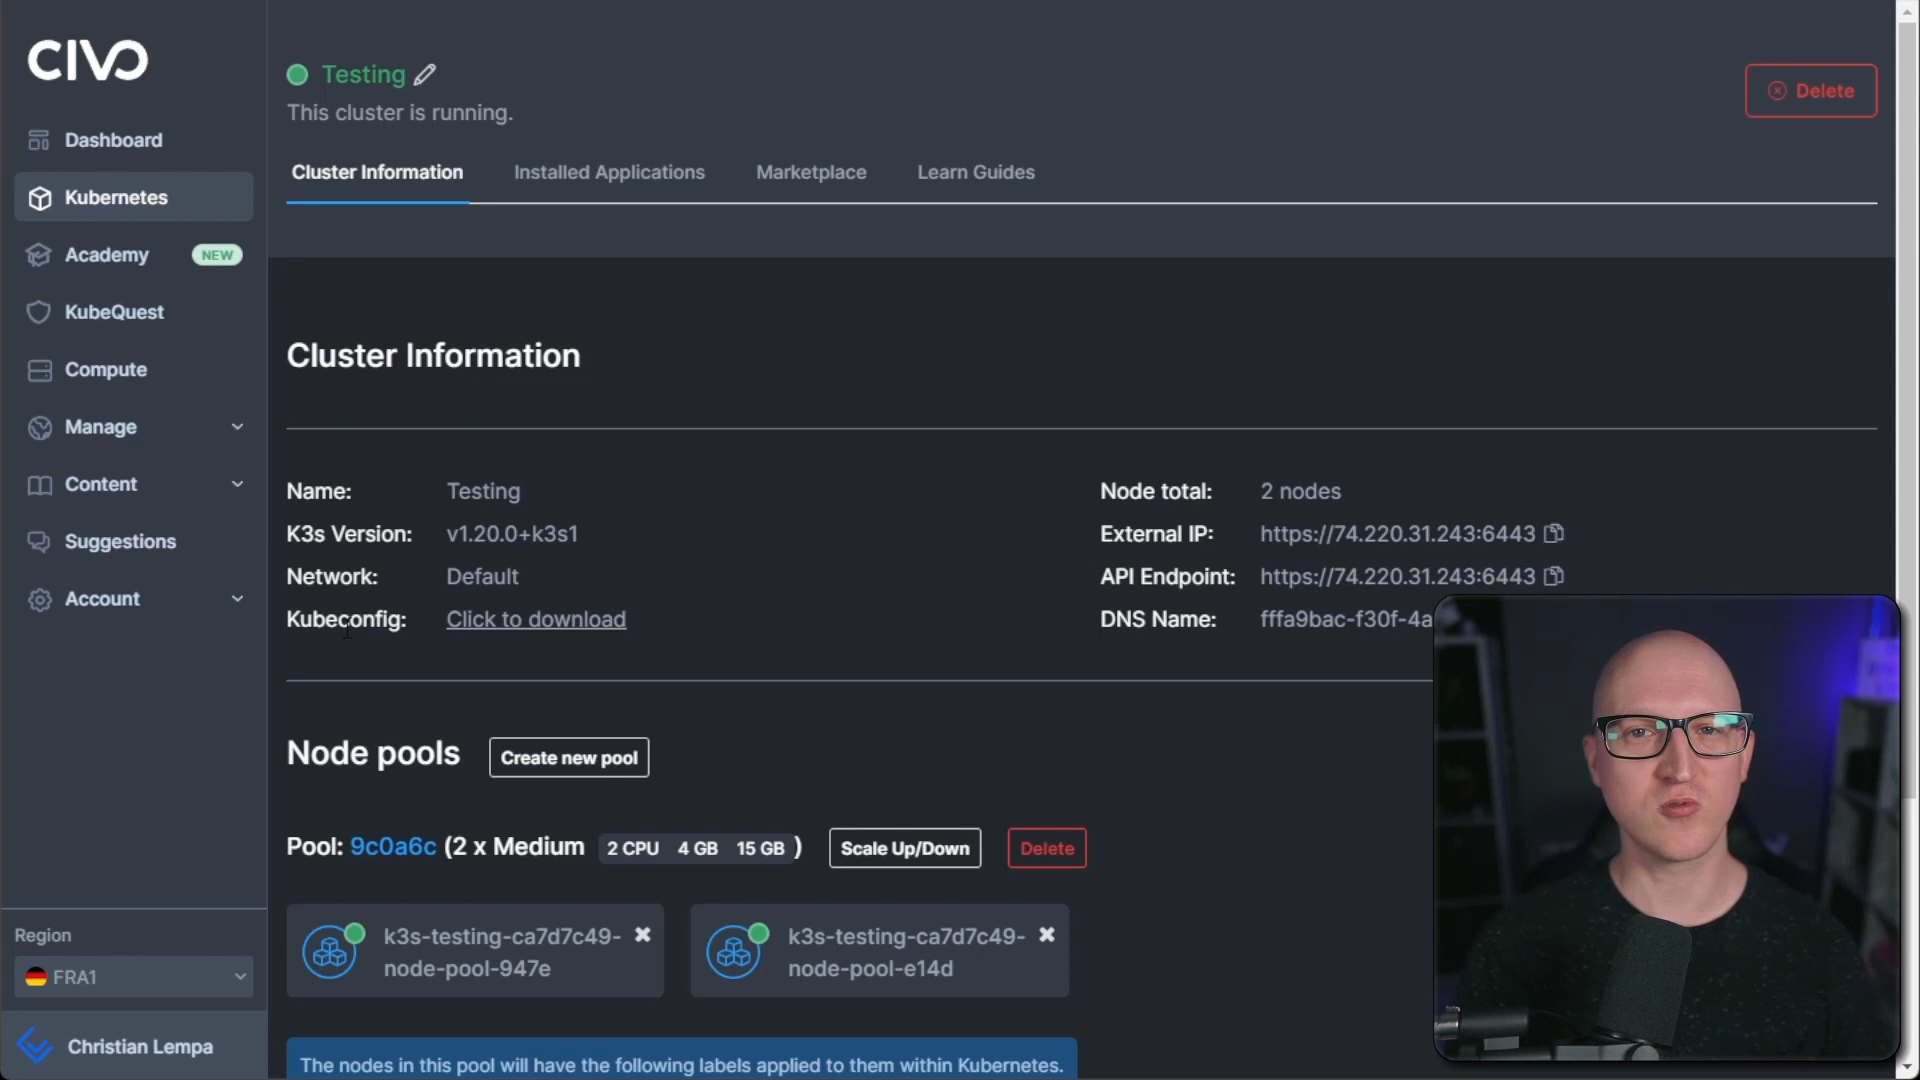 CIVO
Dashboard
Kubernetes
Academy NEW
KubeQuest
Compute
Manage
Content
Suggestions
Account
Region
FRA1
Christian Lempa
Testing
This cluster is running.
Delete
Cluster Information Installed Applications Marketplace Learn Guides
Cluster Information
Name: Testing
K3s Version: v1.20.0+k3s1
Network: Default
Kubeconfig: Click to download
Node total: 2 nodes
External IP: https://74.220.31.243:6443
API Endpoint: https://74.220.31.243:6443
DNS Name: fffa9bac-f30f-4a
Node pools Create new pool
Pool: 9c0a6c (2 x Medium 2 CPU 4 GB 15 GB ) Scale Up/Down Delete
k3s-testing-ca7d7c49-
node-pool-947e
k3s-testing-ca7d7c49-
node-pool-e14d
The nodes in this pool will have the following labels applied to them within Kubernetes.